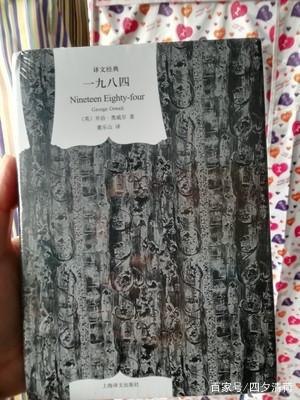 译文经典
一九八四
Nineteen Eighty-four
George Orwell
〔英〕乔治·奥威尔 著
董乐山 译
上海译文出版社
百家号/四夕清荷